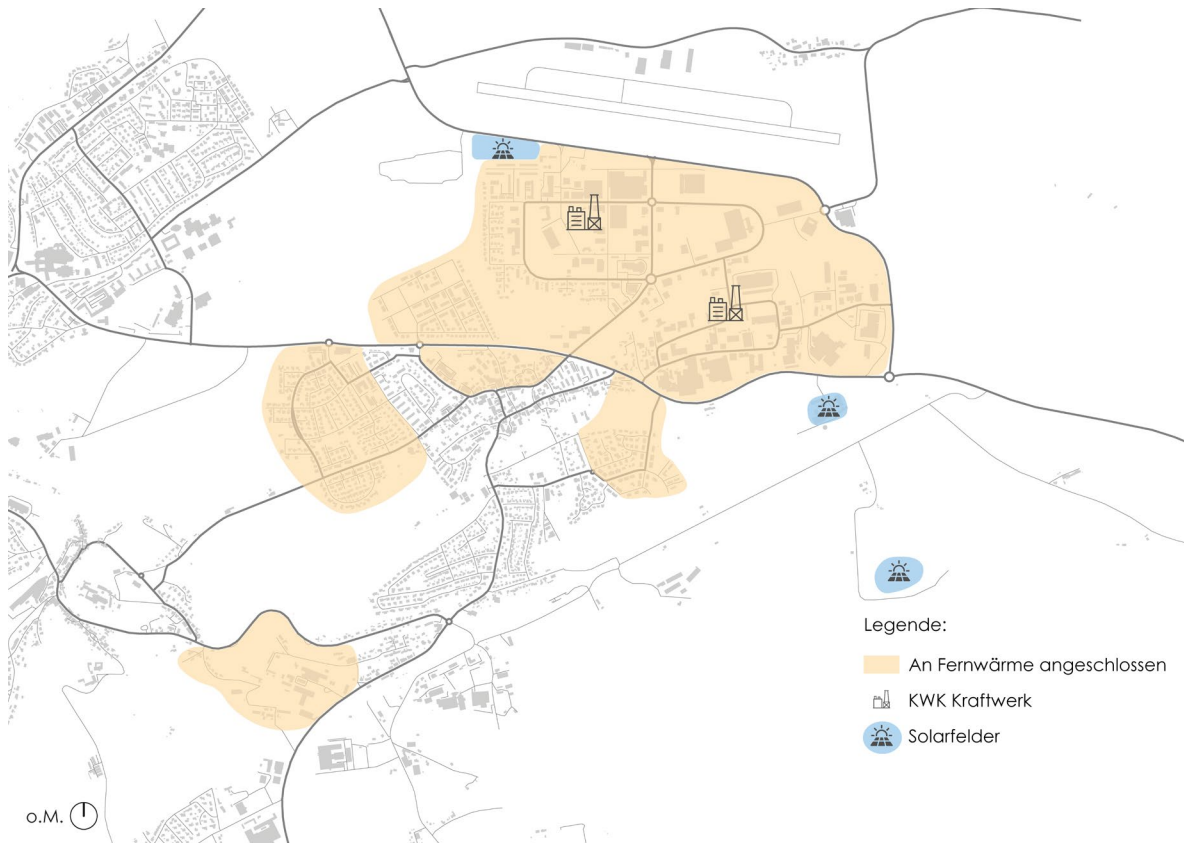 Legende:
An Fernwärme angeschlossen
KWK Kraftwerk
Solarfelder
o.M.